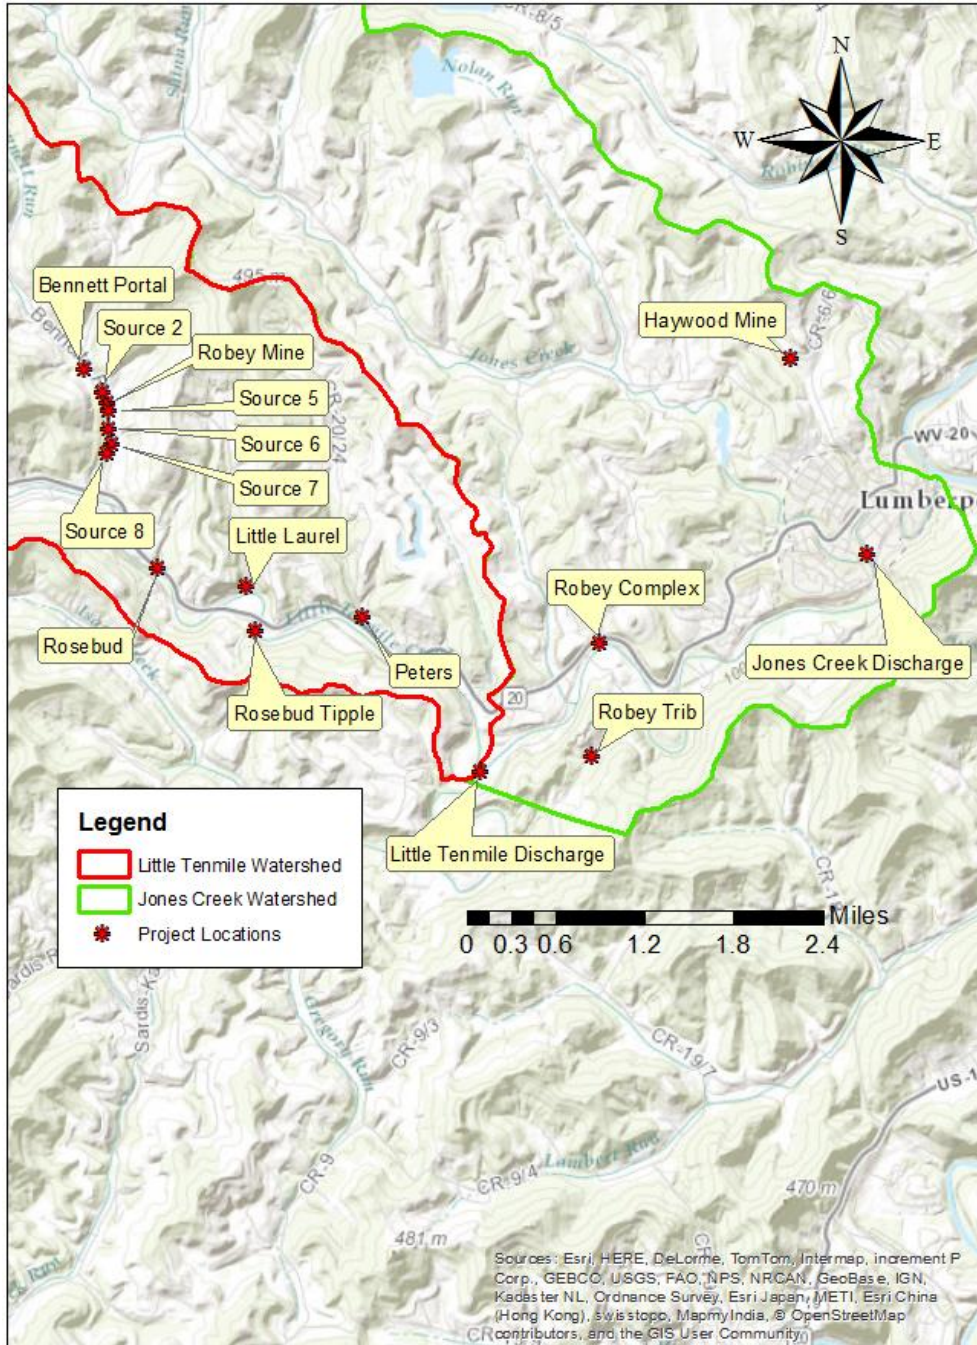 CR-8/5
Nolan Run
N
W
E
S
495 m
Bennett Portal
Source 2
Robey Mine
Haywood Mine
CR-6/6
Jones Creek
Source 5
CR-20/24
Source 6
WV-20
Source 7
Source 8
Little Laurel
Robey Complex
Rosebud
Peters
Jones Creek Discharge
Rosebud Tipple
20
Robey Trib
Legend
Little Tenmile Watershed
Jones Creek Watershed
Project Locations
Little Tenmile Discharge
Miles
0 0.3 0.6 1.2 1.8 2.4
Gregory Run
CR-9/3
CR-19/7
CR-9
Lambert Run
CR-9/4
470 m
481 m
Sources: Esri, HERE, DeLorme, TomTom, Intermap, increment P
Corp., GEBCO, USGS, FAO, NPS, NRCAN, GeoBase, IGN,
Kadaster NL, Ordnance Survey, Esri Japan, METI, Esri China
(Hong Kong), swisstopo, MapmyIndia, © OpenStreetMap
contributors, and the GIS User Community